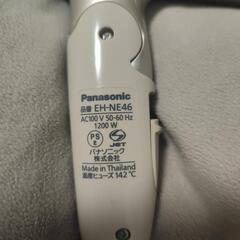 Panasonic
品番 EH-NE46
AC100 V 50-60 Hz
1200 W
PS
E
JET
パナソニック
株式会社
Made in Thailand
温度ヒューズ 142 ℃